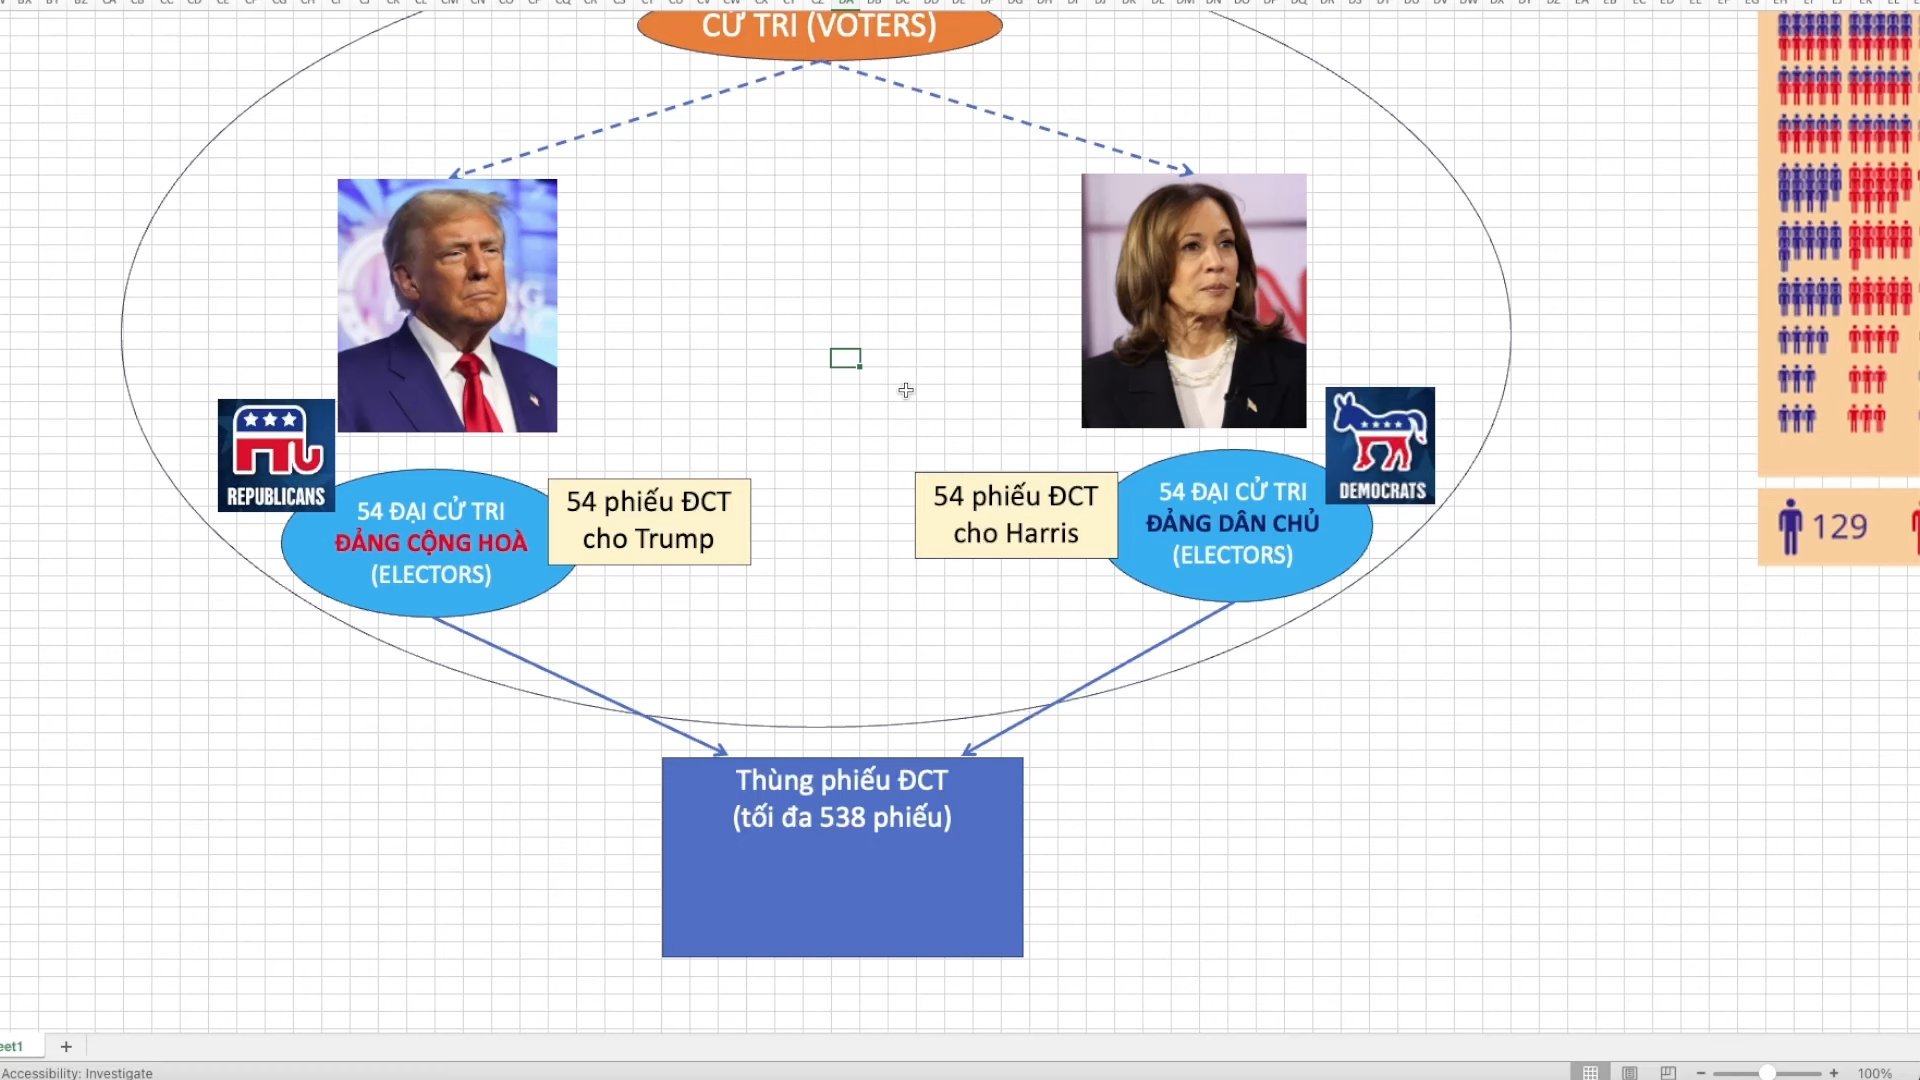 CỬ TRI (VOTERS)
REPUBLICANS
54 ĐẠI CỬ TRI
ĐẢNG CỘNG HOÀ
(ELECTORS)
54 phiếu ĐCT
cho Trump
54 phiếu ĐCT
cho Harris
54 ĐẠI CỬ TRI
ĐẢNG DÂN CHỦ
(ELECTORS)
DEMOCRATS
129
Thùng phiếu ĐCT
(tối đa 538 phiếu)
eet1
Accessibility: Investigate
100%